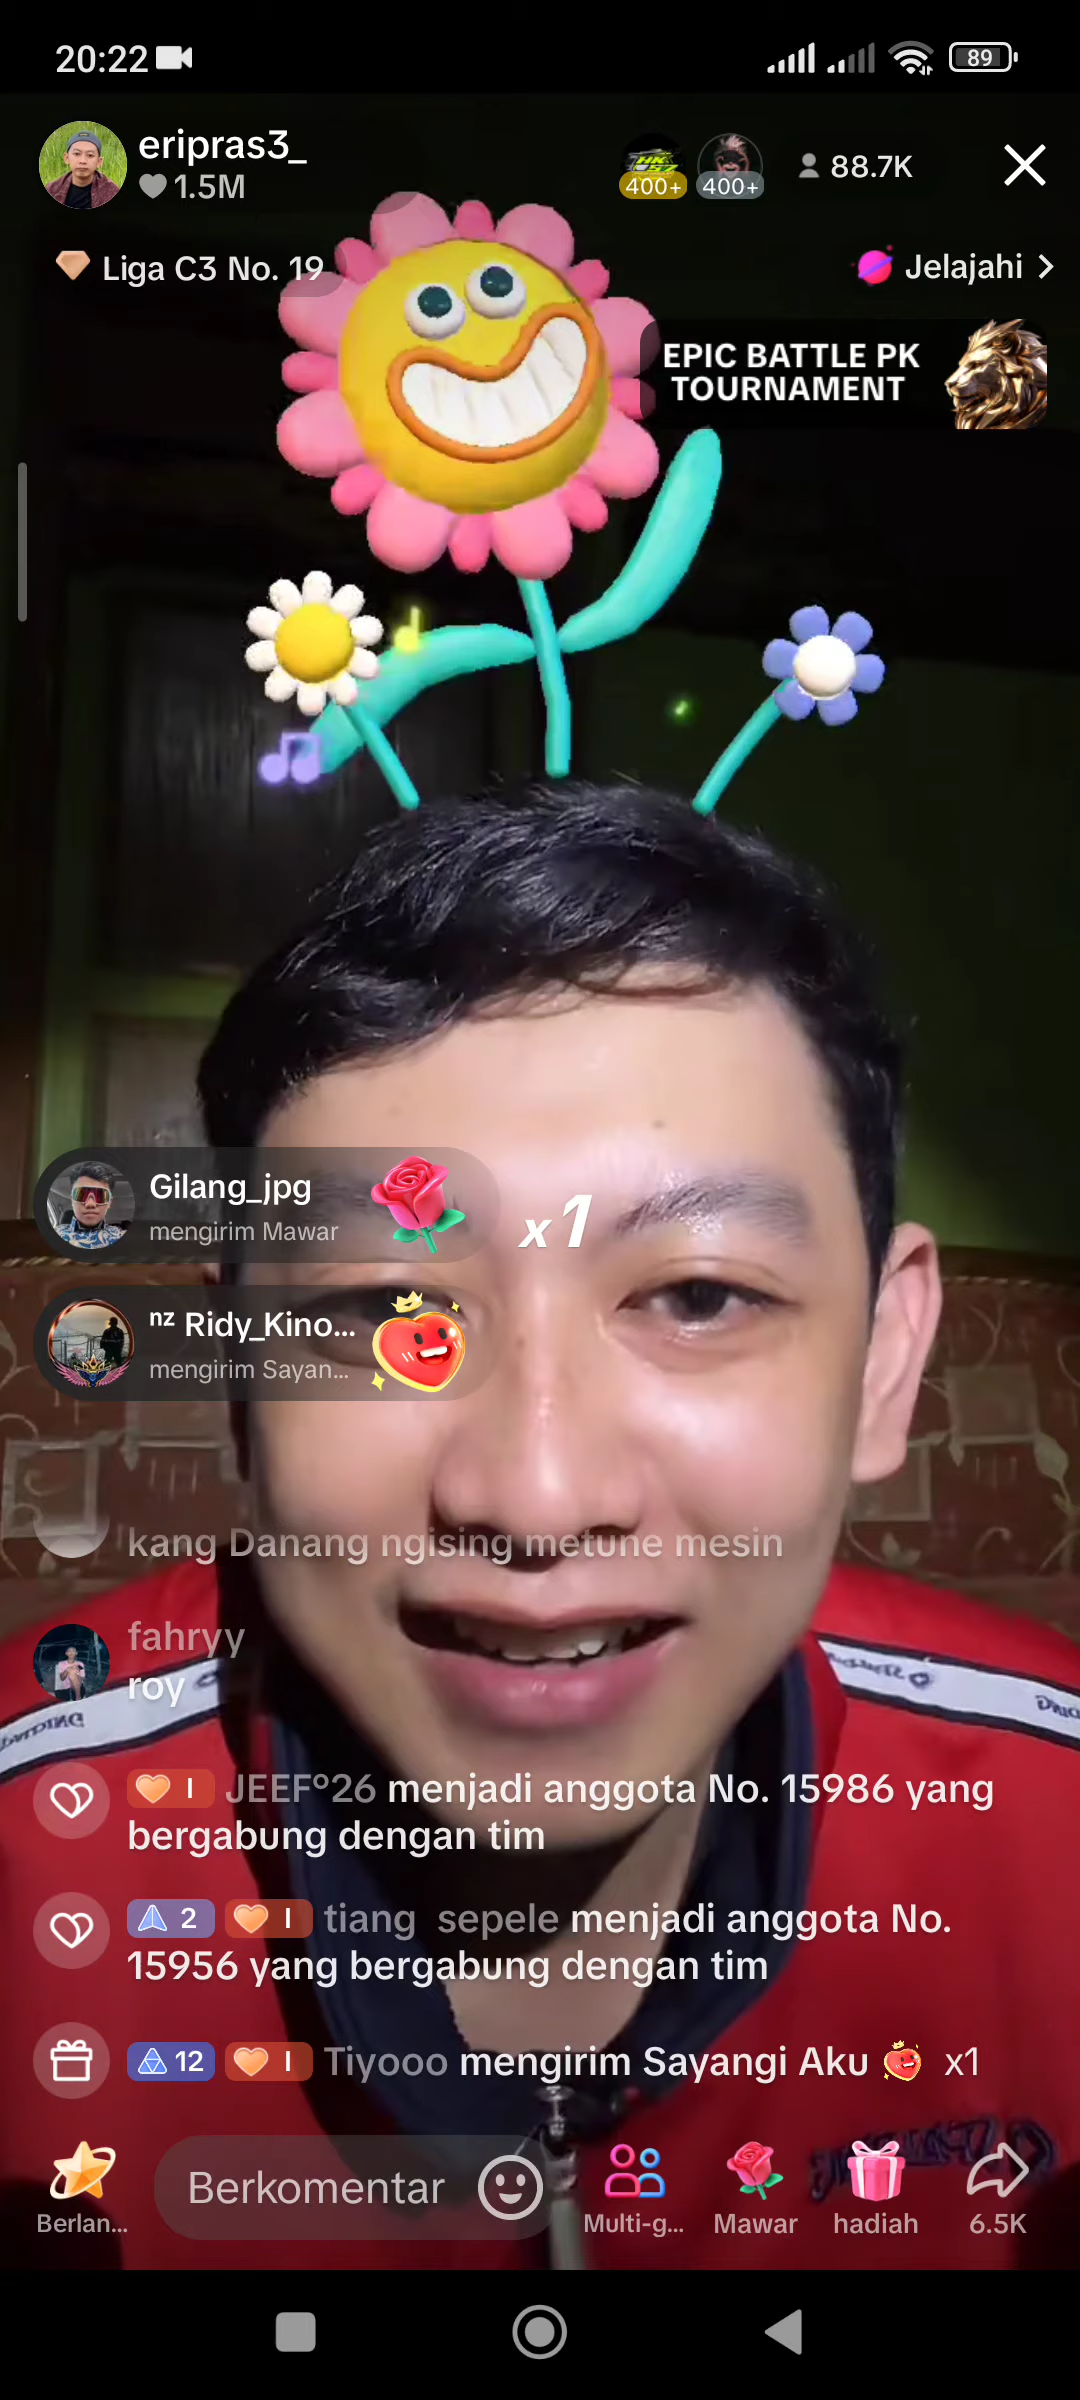 20:22
89
eripras3_
1.5M
400+
400+
88.7K
Liga C3 No. 19
Jelajahi
EPIC BATTLE PK
TOURNAMENT
Gilang_jpg
mengirim Mawar
x1
ⁿᶻ Ridy_Kino...
mengirim Sayan...
kang Danang ngising metune mesin
fahryy
roy
I JEEF°26 menjadi anggota No. 15986 yang
bergabung dengan tim
2 I tiang sepele menjadi anggota No.
15956 yang bergabung dengan tim
12 I Tiyooo mengirim Sayangi Aku x1
Berlan...
Berkomentar
Multi-g...
Mawar
hadiah
6.5K